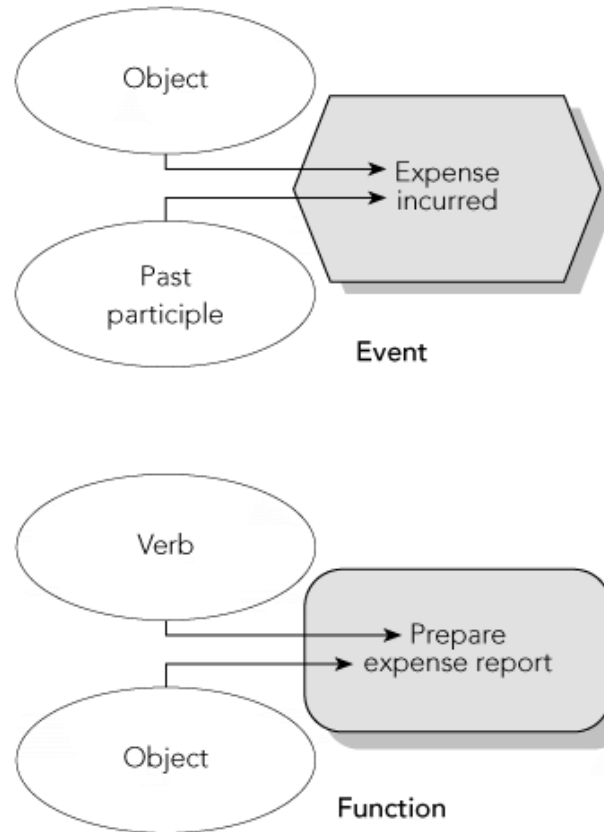 Object
Expense
incurred
Past
participle
Event
Verb
Prepare
expense report
Object
Function